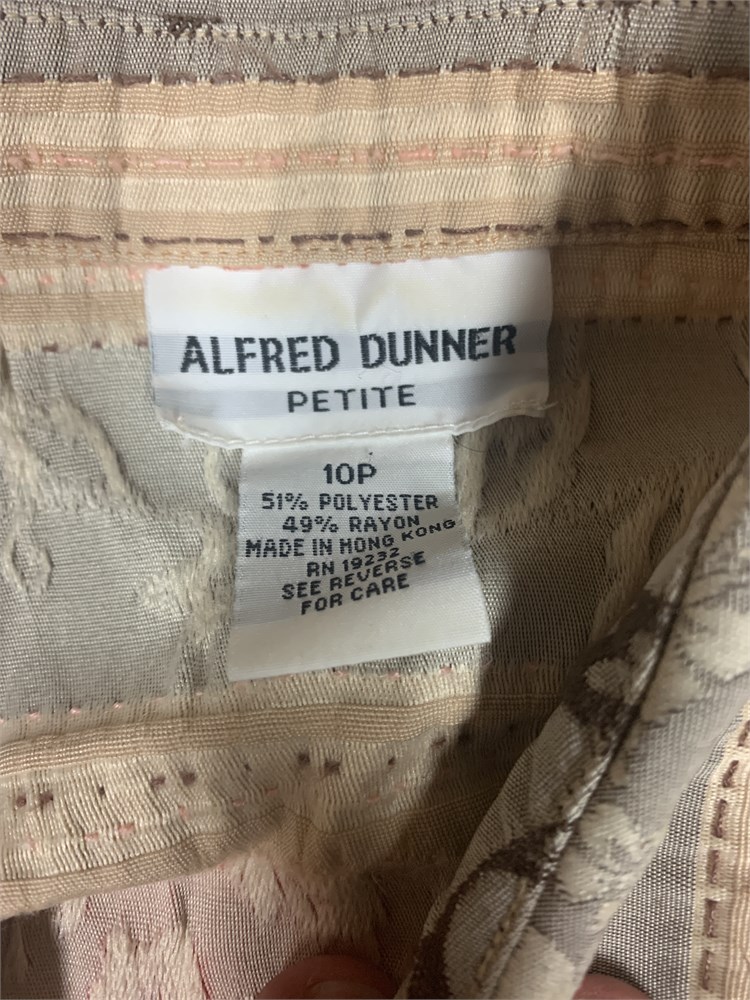 ALFRED DUNNER
PETITE
10P
51% POLYESTER
49% RAYON
MADE IN HONG KONG
RN 19232
SEE REVERSE
FOR CARE